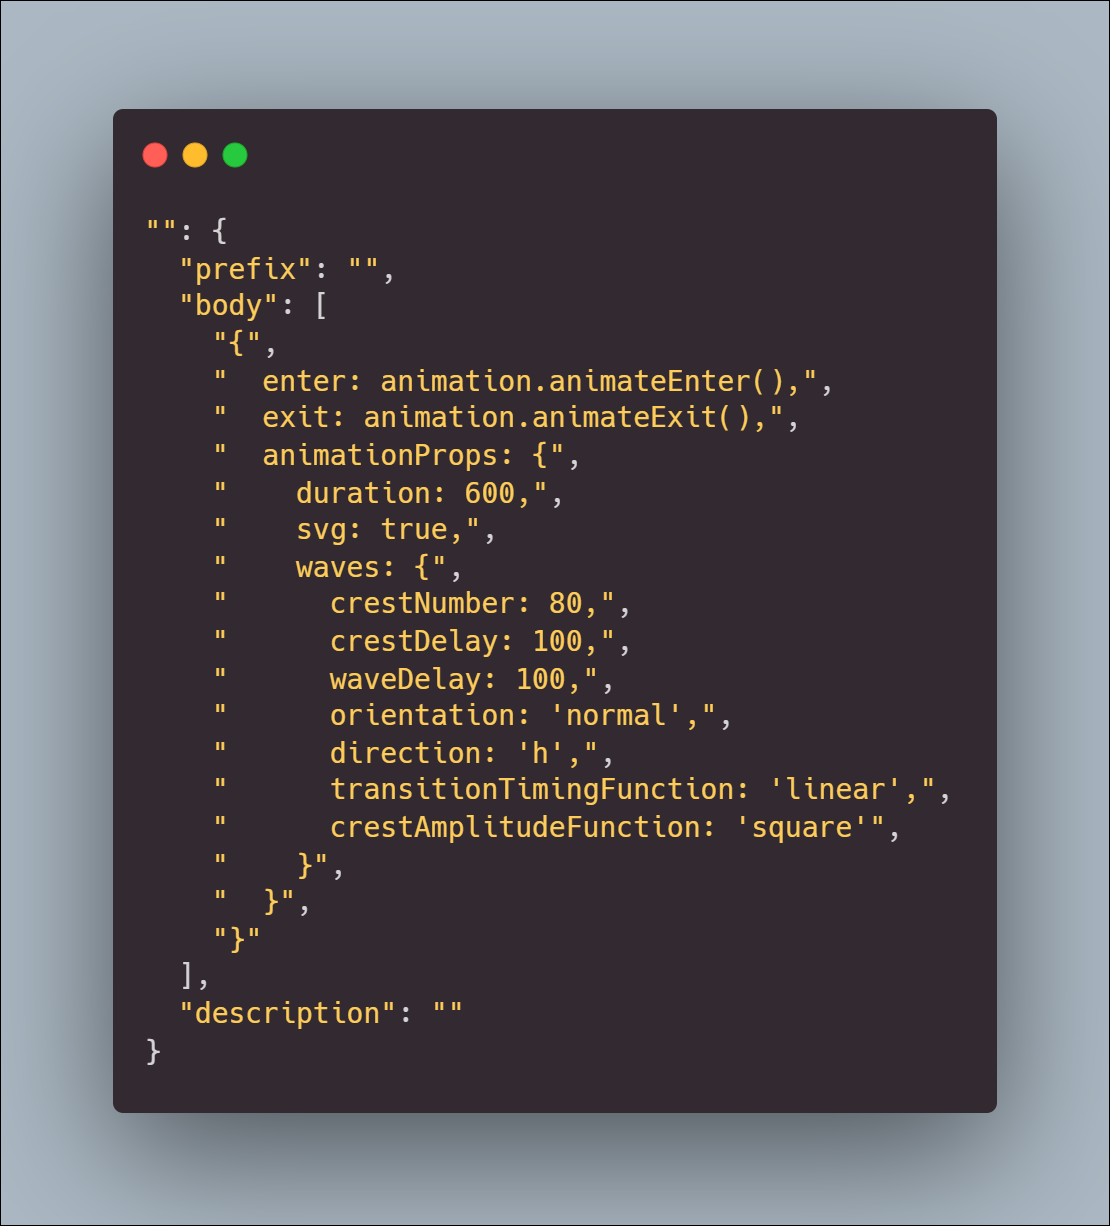 "": {
  "prefix": "",
  "body": [
    "{",
    "  enter: animation.animateEnter(),",
    "  exit: animation.animateExit(),",
    "  animationProps: {",
    "    duration: 600,",
    "    svg: true,",
    "    waves: {",
    "      crestNumber: 80,",
    "      crestDelay: 100,",
    "      waveDelay: 100,",
    "      orientation: 'normal',",
    "      direction: 'h',",
    "      transitionTimingFunction: 'linear',",
    "      crestAmplitudeFunction: 'square'",
    "    }",
    "  }",
    "}"
  ],
  "description": ""
}